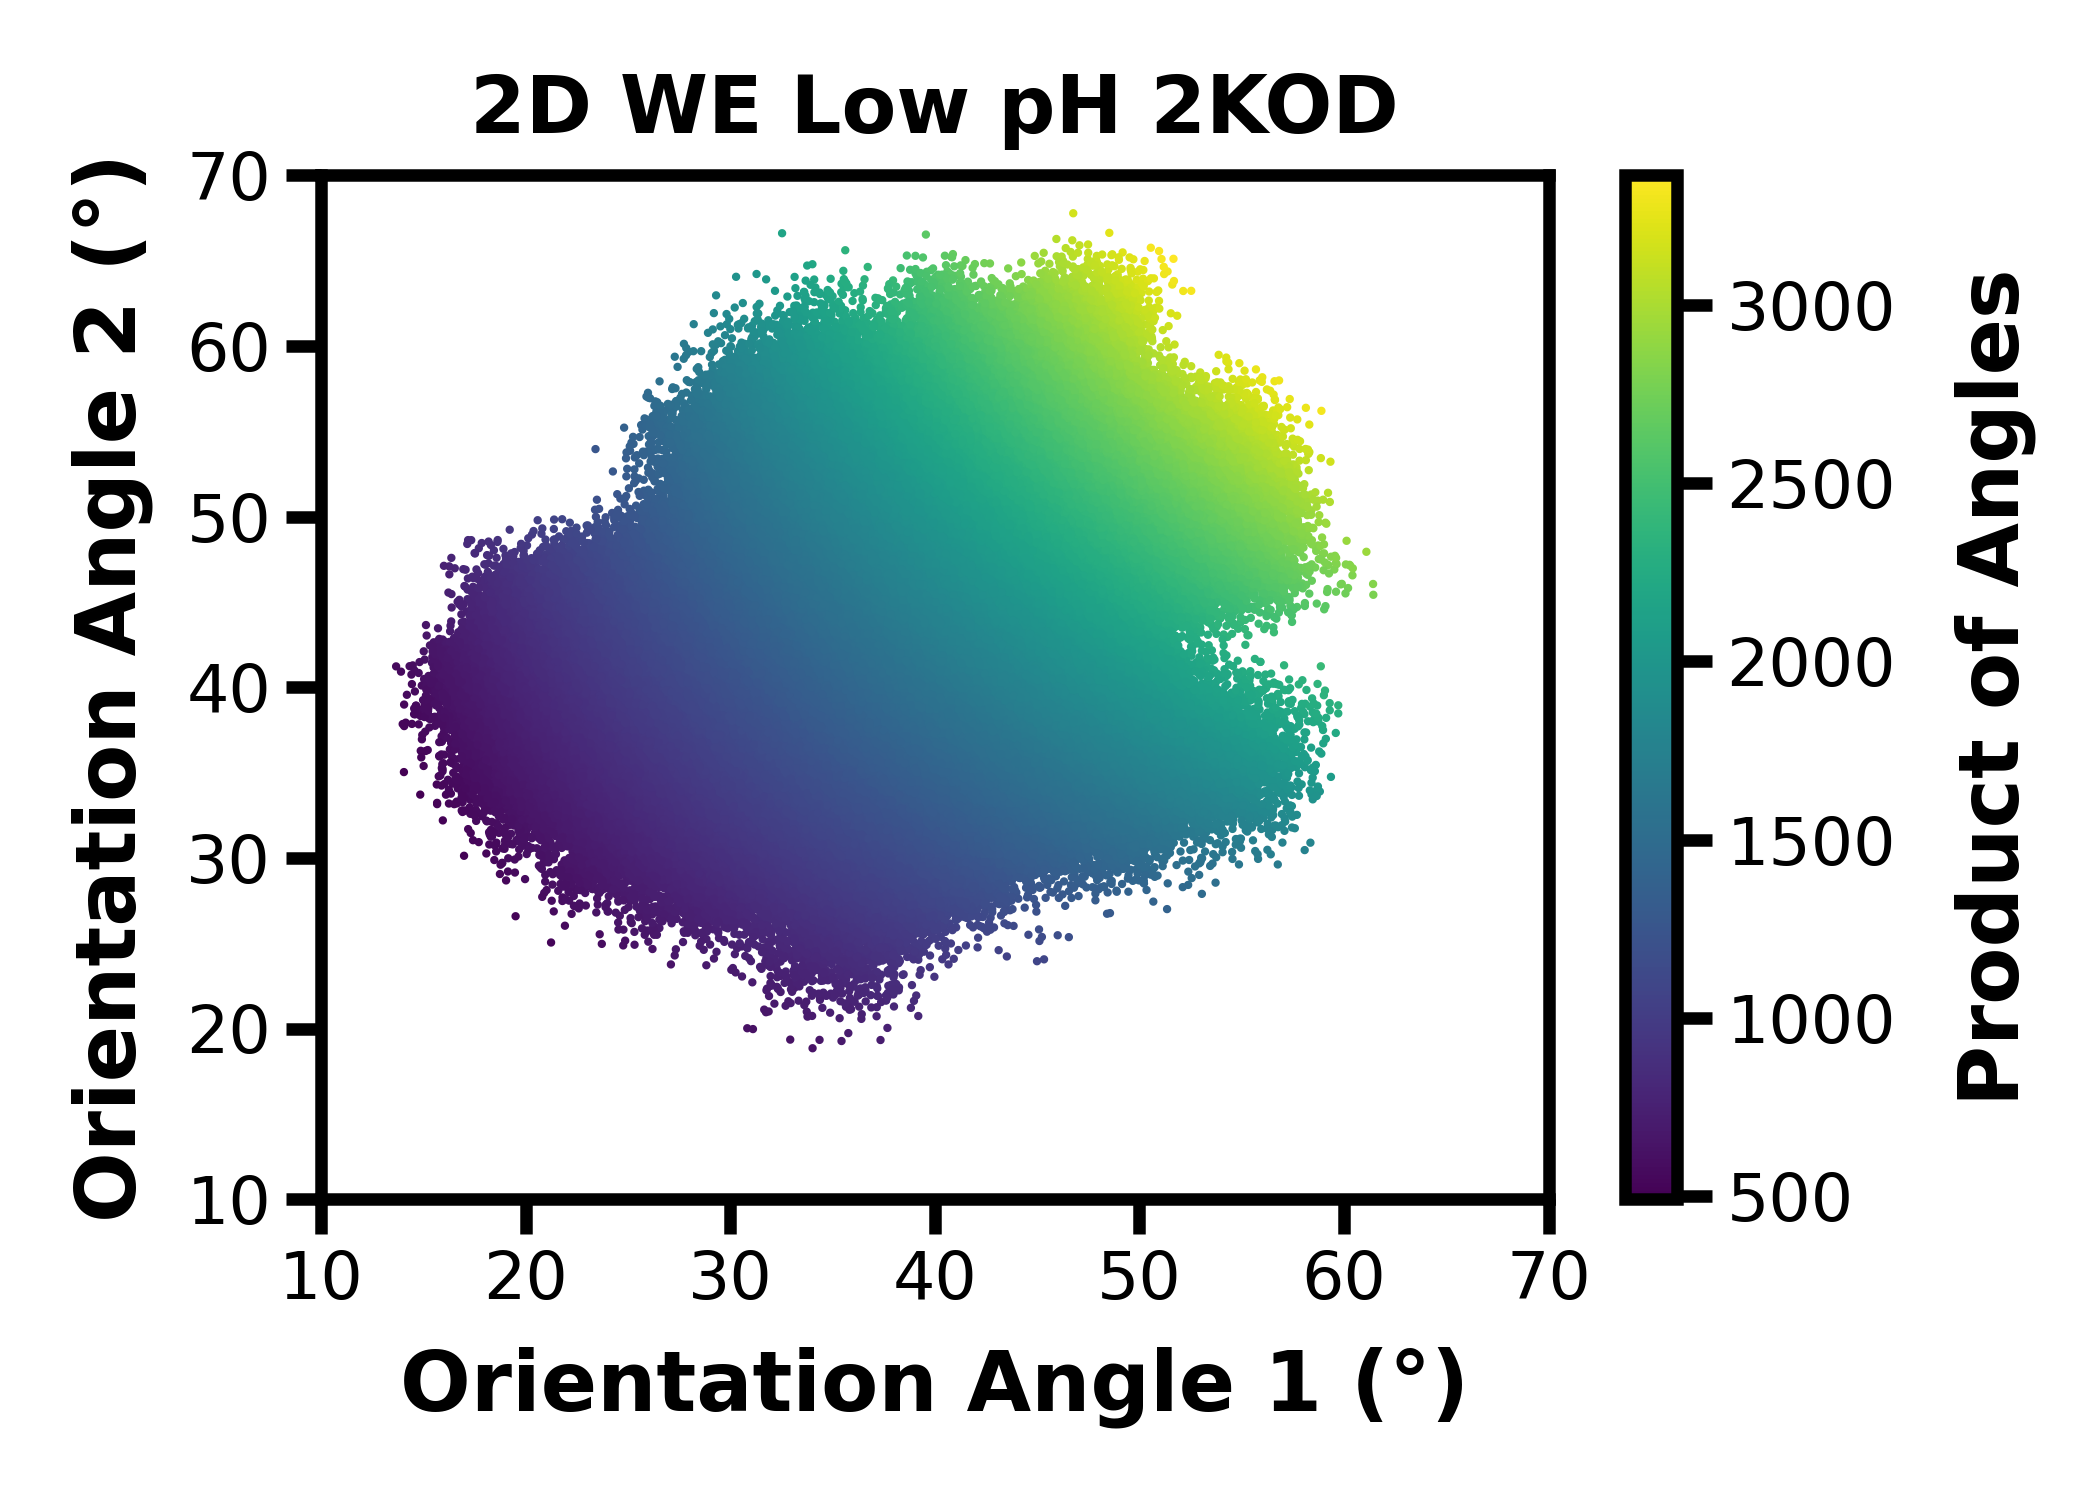 2D WE Low pH 2KOD
Orientation Angle 2 (°)
70
60
50
40
30
20
10
10 20 30 40 50 60 70
Orientation Angle 1 (°)
3000
2500
2000
1500
1000
500
Product of Angles